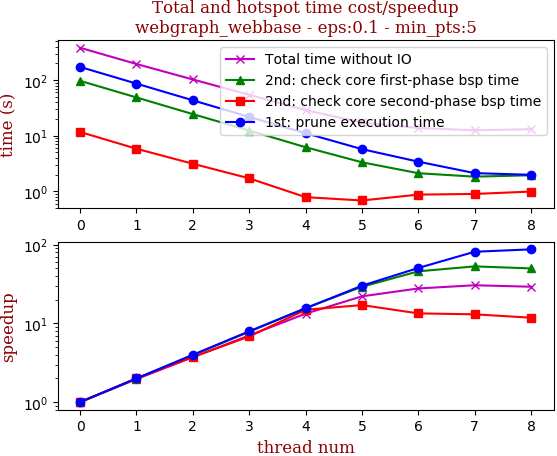 Total and hotspot time cost/speedup
webgraph_webbase - eps:0.1 - min_pts:5
time (s)
10²
10¹
10⁰
Total time without IO
2nd: check core first-phase bsp time
2nd: check core second-phase bsp time
1st: prune execution time
0 1 2 3 4 5 6 7 8
speedup
10²
10¹
10⁰
0 1 2 3 4 5 6 7 8
thread num